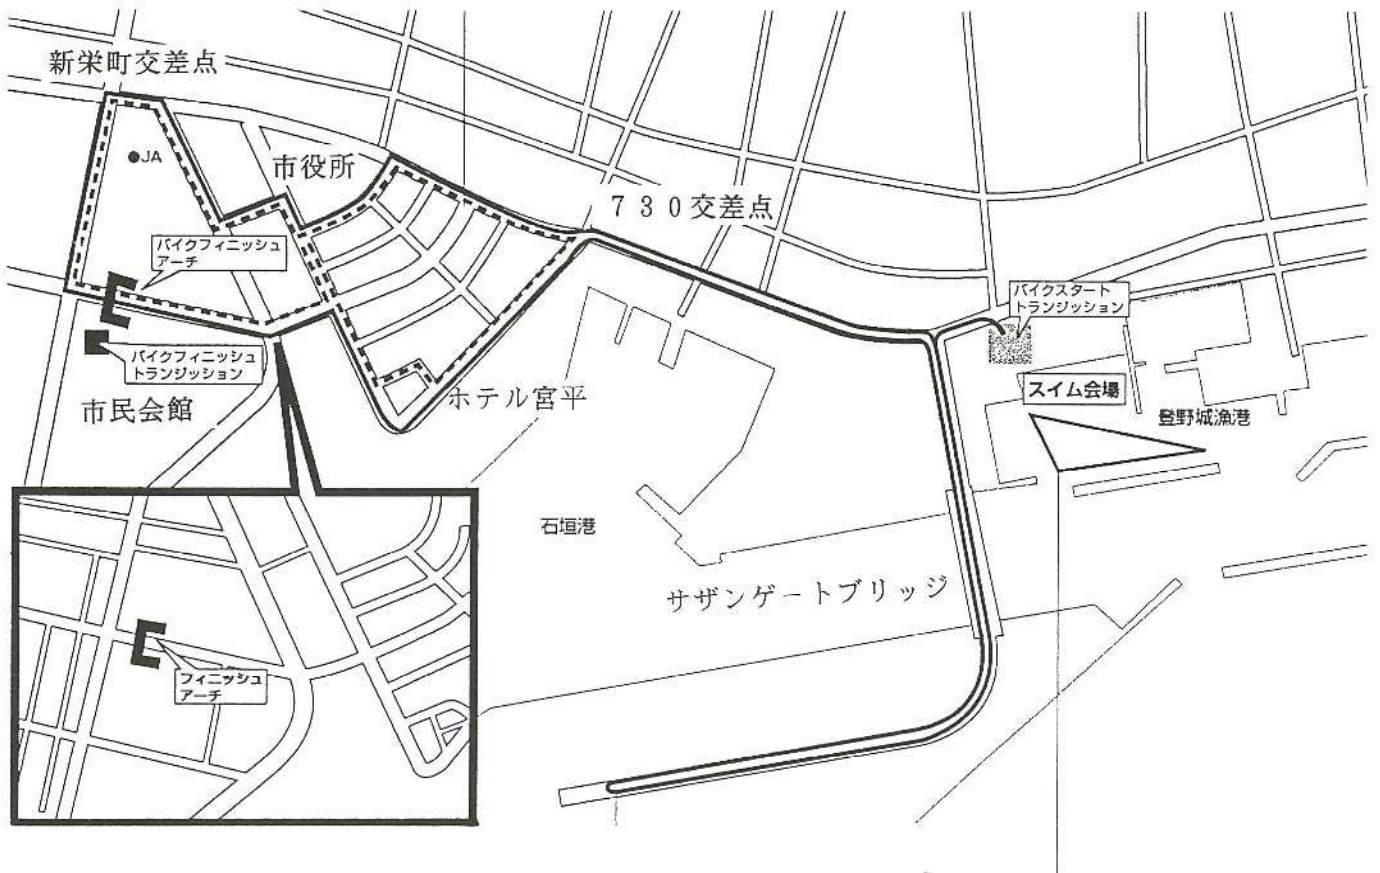 新栄町交差点
●JA
市役所
730交差点
バイクフィニッシュ
アーチ
バイクスタート
トランジッション
バイクフィニッシュ
トランジッション
市民会館
ホテル宮平
スイム会場
登野城漁港
石垣港
サザンゲートブリッジ
フィニッシュ
アーチ